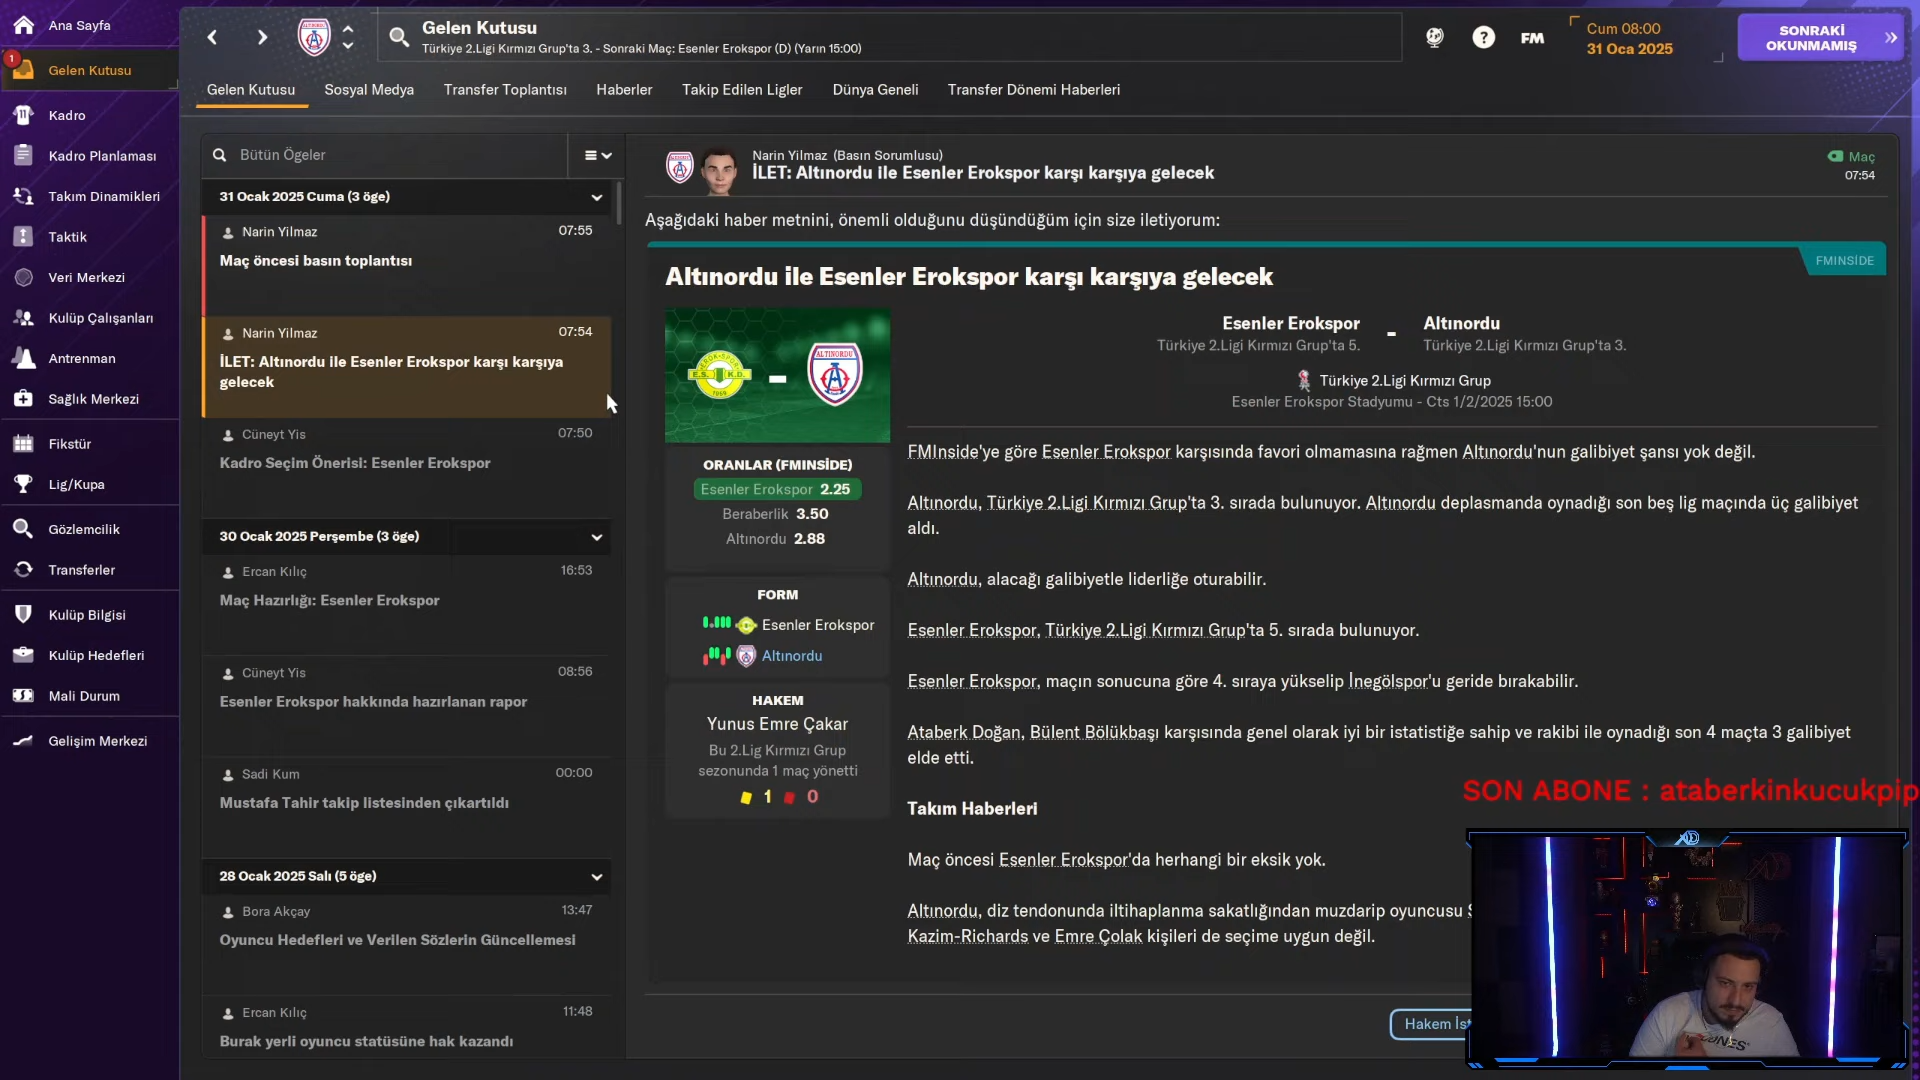 Ana Sayfa
1
Gelen Kutusu
Kadro
Kadro Planlaması
Takım Dinamikleri
Taktik
Veri Merkezi
Kulüp Çalışanları
Antrenman
Sağlık Merkezi
Fikstür
Lig/Kupa
Gözlemcilik
Transferler
Kulüp Bilgisi
Kulüp Hedefleri
Mali Durum
Gelişim Merkezi
Gelen Kutusu
Türkiye 2.Ligi Kırmızı Grup'ta 3. - Sonraki Maç: Esenler Erokspor (D) (Yarın 15:00)
FM
Cum 08:00
31 Oca 2025
SONRAKİ
OKUNMAMIŞ
Gelen Kutusu
Sosyal Medya
Transfer Toplantısı
Haberler
Takip Edilen Ligler
Dünya Geneli
Transfer Dönemi Haberleri
Bütün Ögeler
31 Ocak 2025 Cuma (3 öge)
Narin Yilmaz 07:55
Maç öncesi basın toplantısı
Narin Yilmaz 07:54
İLET: Altınordu ile Esenler Erokspor karşı karşıya
gelecek
Cüneyt Yis 07:50
Kadro Seçim Önerisi: Esenler Erokspor
30 Ocak 2025 Perşembe (3 öge)
Ercan Kılıç 16:53
Maç Hazırlığı: Esenler Erokspor
Cüneyt Yis 08:56
Esenler Erokspor hakkında hazırlanan rapor
Sadi Kum 00:00
Mustafa Tahir takip listesinden çıkartıldı
28 Ocak 2025 Salı (5 öge)
Bora Akçay 13:47
Oyuncu Hedefleri ve Verilen Sözlerin Güncellemesi
Ercan Kılıç 11:48
Burak yerli oyuncu statüsüne hak kazandı
Narin Yilmaz (Basın Sorumlusu)
İLET: Altınordu ile Esenler Erokspor karşı karşıya gelecek
Maç
07:54
Aşağıdaki haber metnini, önemli olduğunu düşündüğüm için size iletiyorum:
FMINSIDE
Altınordu ile Esenler Erokspor karşı karşıya gelecek
Esenler Erokspor - Altınordu
Türkiye 2.Ligi Kırmızı Grup'ta 5. Türkiye 2.Ligi Kırmızı Grup'ta 3.
Türkiye 2.Ligi Kırmızı Grup
Esenler Erokspor Stadyumu - Cts 1/2/2025 15:00
ORANLAR (FMINSİDE)
Esenler Erokspor 2.25
Beraberlik 3.50
Altınordu 2.88
FORM
Esenler Erokspor
Altınordu
HAKEM
Yunus Emre Çakar
Bu 2.Lig Kırmızı Grup
sezonunda 1 maç yönetti
1 0
FMInside'ye göre Esenler Erokspor karşısında favori olmamasına rağmen Altınordu'nun galibiyet şansı yok değil.
Altınordu, Türkiye 2.Ligi Kırmızı Grup'ta 3. sırada bulunuyor. Altınordu deplasmanda oynadığı son beş lig maçında üç galibiyet
aldı.
Altınordu, alacağı galibiyetle liderliğe oturabilir.
Esenler Erokspor, Türkiye 2.Ligi Kırmızı Grup'ta 5. sırada bulunuyor.
Esenler Erokspor, maçın sonucuna göre 4. sıraya yükselip İnegölspor'u geride bırakabilir.
Ataberk Doğan, Bülent Bölükbaşı karşısında genel olarak iyi bir istatistiğe sahip ve rakibi ile oynadığı son 4 maçta 3 galibiyet
elde etti.
Takım Haberleri
Maç öncesi Esenler Erokspor'da herhangi bir eksik yok.
Altınordu, diz tendonunda iltihaplanma sakatlığından muzdarip oyuncusu
Kazim-Richards ve Emre Çolak kişileri de seçime uygun değil.
Hakem İst
SON ABONE : ataberkinkucukpip